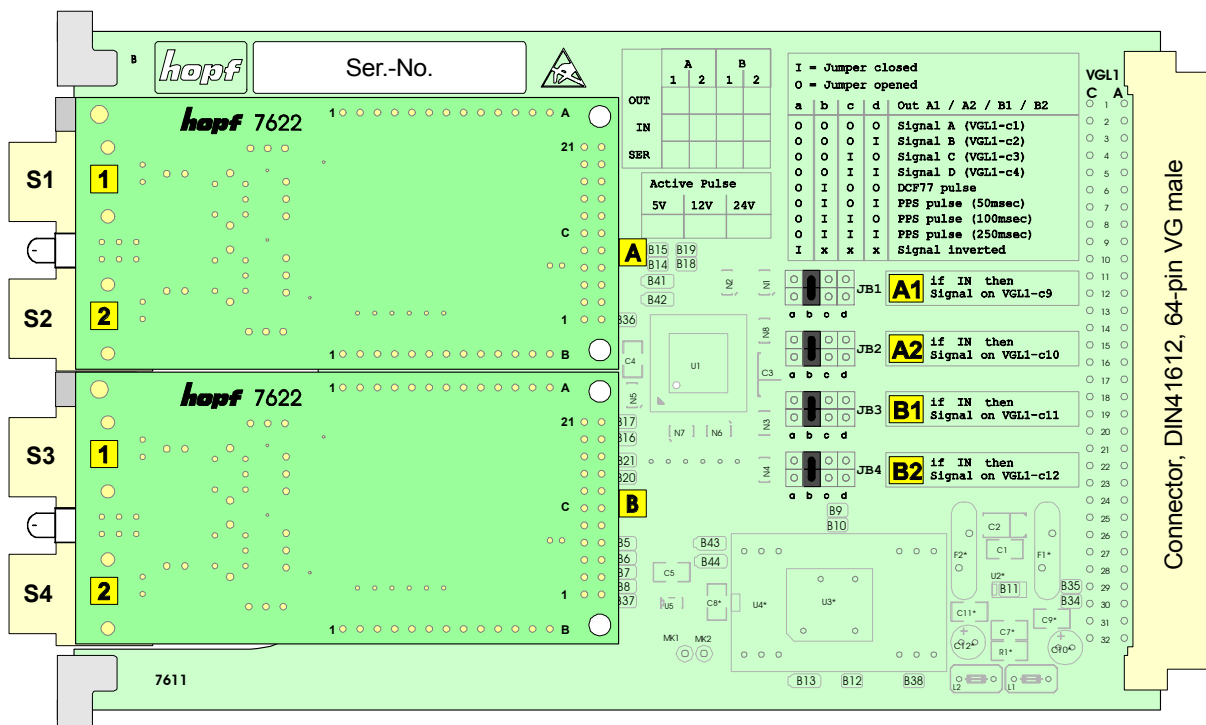 B
hopf
Ser.-No.
A B
1 2 1 2
OUT
IN
SER
Active Pulse
5V 12V 24V
I = Jumper closed
O = Jumper opened
a b c d Out A1 / A2 / B1 / B2
O O O O Signal A (VGL1-c1)
O O O I Signal B (VGL1-c2)
O O I O Signal C (VGL1-c3)
O O I I Signal D (VGL1-c4)
O I O O DCF77 pulse
O I O I PPS pulse (50msec)
O I I O PPS pulse (100msec)
O I I I PPS pulse (250msec)
I x x x Signal inverted
VGL1
C A
1
2
3
4
5
6
7
8
9
10
11
12
13
14
15
16
17
18
19
20
21
22
23
24
25
26
27
28
29
30
31
32
Connector, DIN41612, 64-pin VG male
hopf 7622
1 A
21
S1
1
C
S2
2
1
1 B
A
hopf 7622
1 A
21
S3
1
C
S4
2
1
1 B
B
7611
B15 B19
B14 B18
B41
B42
N2 N1
B36
C4
U1
N8
C3
N5
B17
B16
N7 N6
N3
B21
B20
N4
JB1
a b c d
A1
if IN then
Signal on VGL1-c9
JB2
a b c d
A2
if IN then
Signal on VGL1-c10
JB3
a b c d
B1
if IN then
Signal on VGL1-c11
JB4
a b c d
B2
if IN then
Signal on VGL1-c12
B9
B10
B5
B6
B7
B8
B37
B43
B44
C5
U5
C8*
MK1 MK2
U4*
U3*
F2*
C2
C1
F1*
U2*
B11
B35
B34
C11*
C9*
C7*
C12*
R1*
C10*
B13 B12 B38
L2 L1